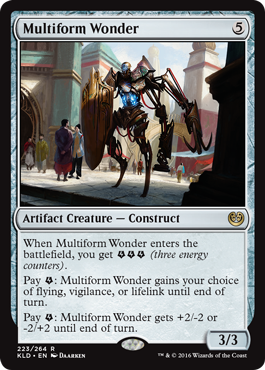 Multiform Wonder 5
Artifact Creature — Construct
When Multiform Wonder enters the
battlefield, you get (three energy
counters).
Pay : Multiform Wonder gains your choice
of flying, vigilance, or lifelink until end of
turn.
Pay : Multiform Wonder gets +2/-2 or
-2/+2 until end of turn.
3/3
223/264 R
KLD • EN DAARKEN
™ & © 2016 Wizards of the Coast